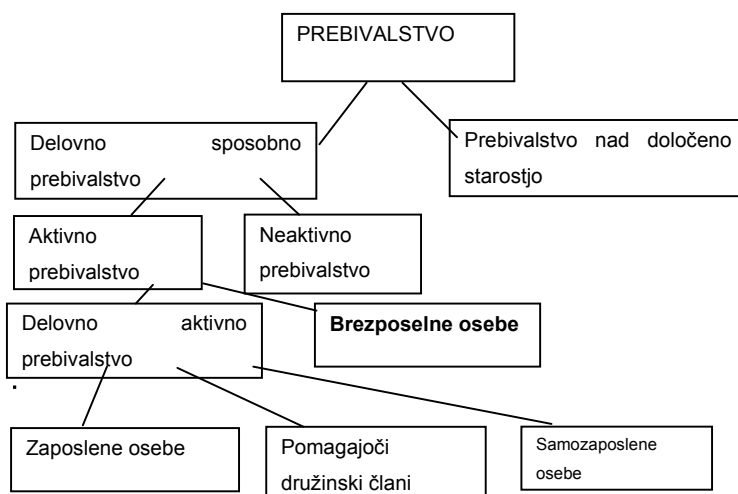 PREBIVALSTVO
Delovno sposobno
prebivalstvo
Prebivalstvo nad določeno
starostjo
Aktivno
prebivalstvo
Neaktivno
prebivalstvo
Delovno aktivno
prebivalstvo
Brezposelne osebe
.
Zaposlene osebe
Pomagajoči
družinski člani
Samozaposlene
osebe